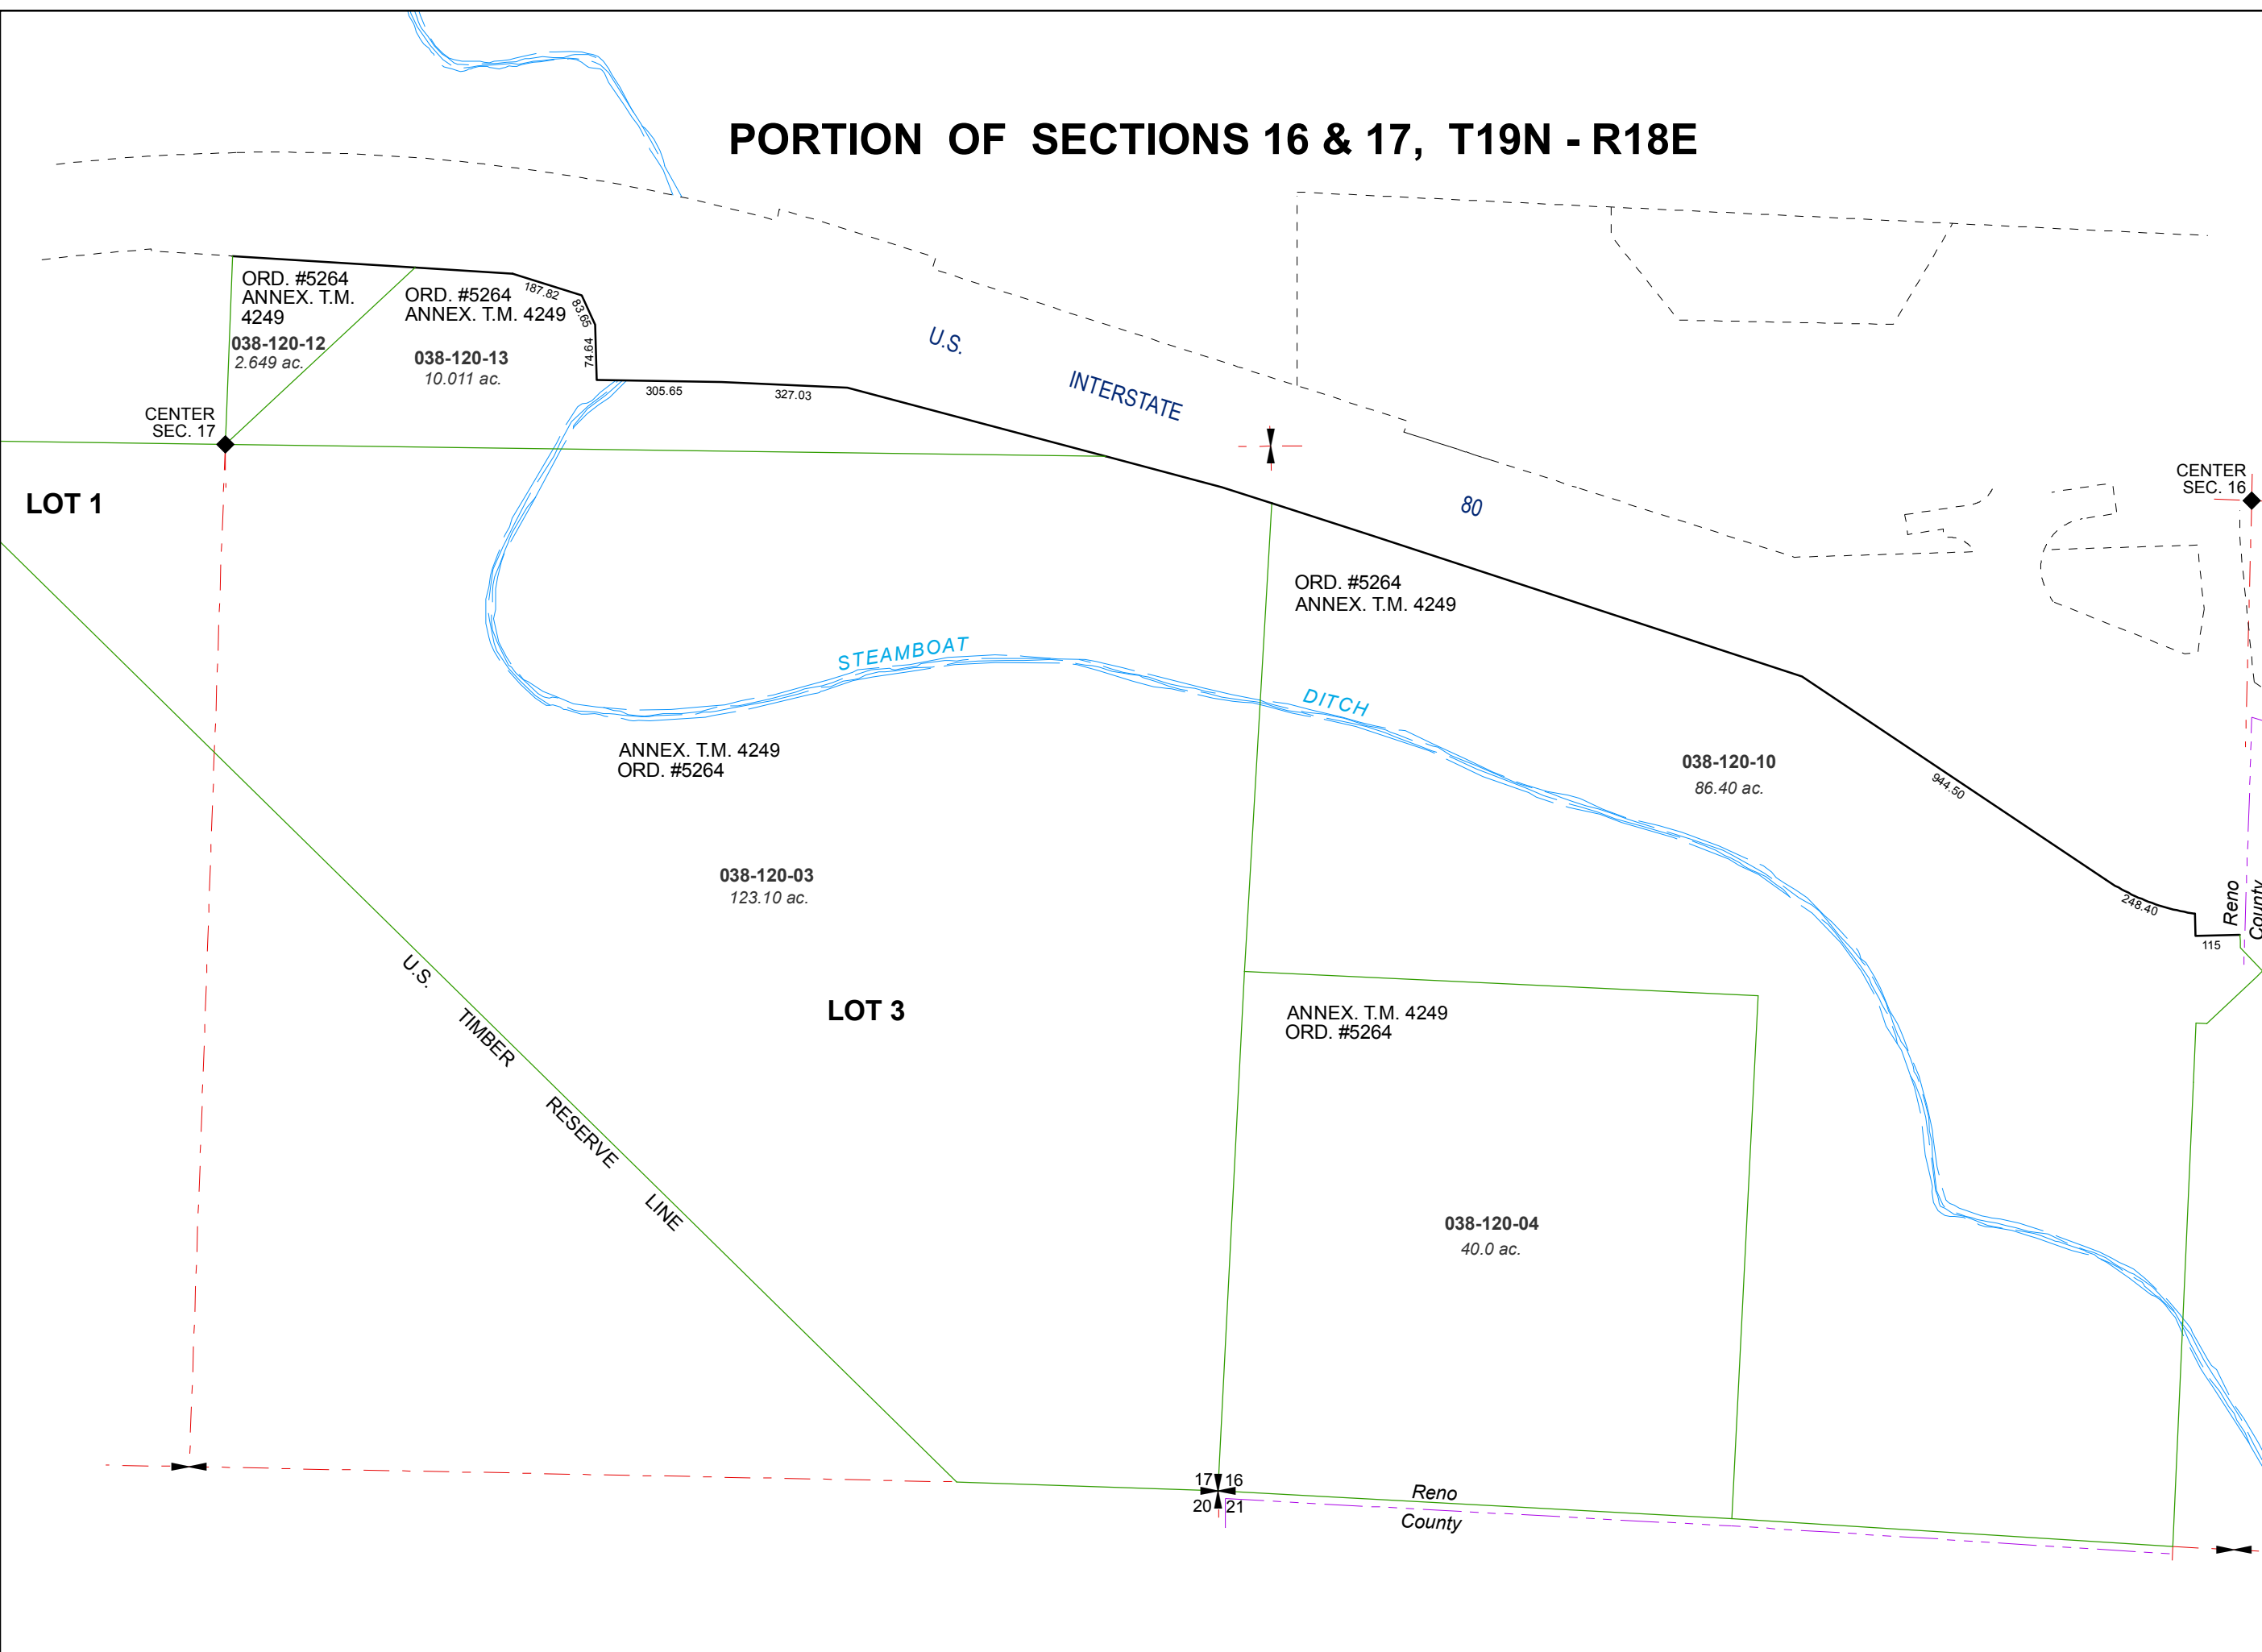 PORTION OF SECTIONS 16 & 17, T19N - R18E
ORD. #5264
ANNEX. T.M.
4249
038-120-12
2.649 ac.
ORD. #5264
ANNEX. T.M. 4249
038-120-13
10.011 ac.
187.82
83.65
74.64
305.65
327.03
U.S.
INTERSTATE
80
CENTER
SEC. 17
CENTER
SEC. 16
LOT 1
ORD. #5264
ANNEX. T.M. 4249
STEAMBOAT
DITCH
ANNEX. T.M. 4249
ORD. #5264
038-120-10
86.40 ac.
944.50
248.40
115
Reno
County
038-120-03
123.10 ac.
LOT 3
U.S.
TIMBER
RESERVE
LINE
ANNEX. T.M. 4249
ORD. #5264
038-120-04
40.0 ac.
17 16
20 21
Reno
County